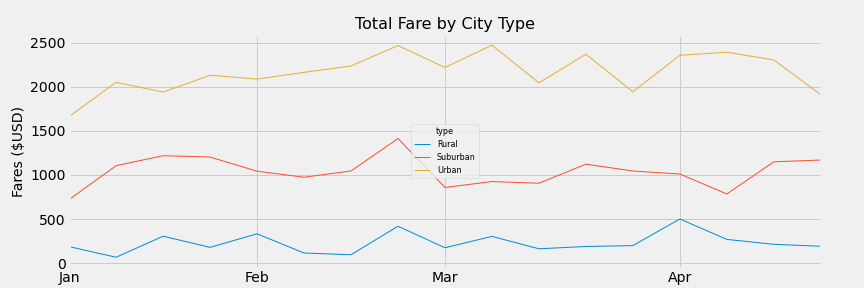 Total Fare by City Type
Fares ($USD)
2500
2000
1500
1000
500
0
type
Rural
Suburban
Urban
Jan Feb Mar Apr